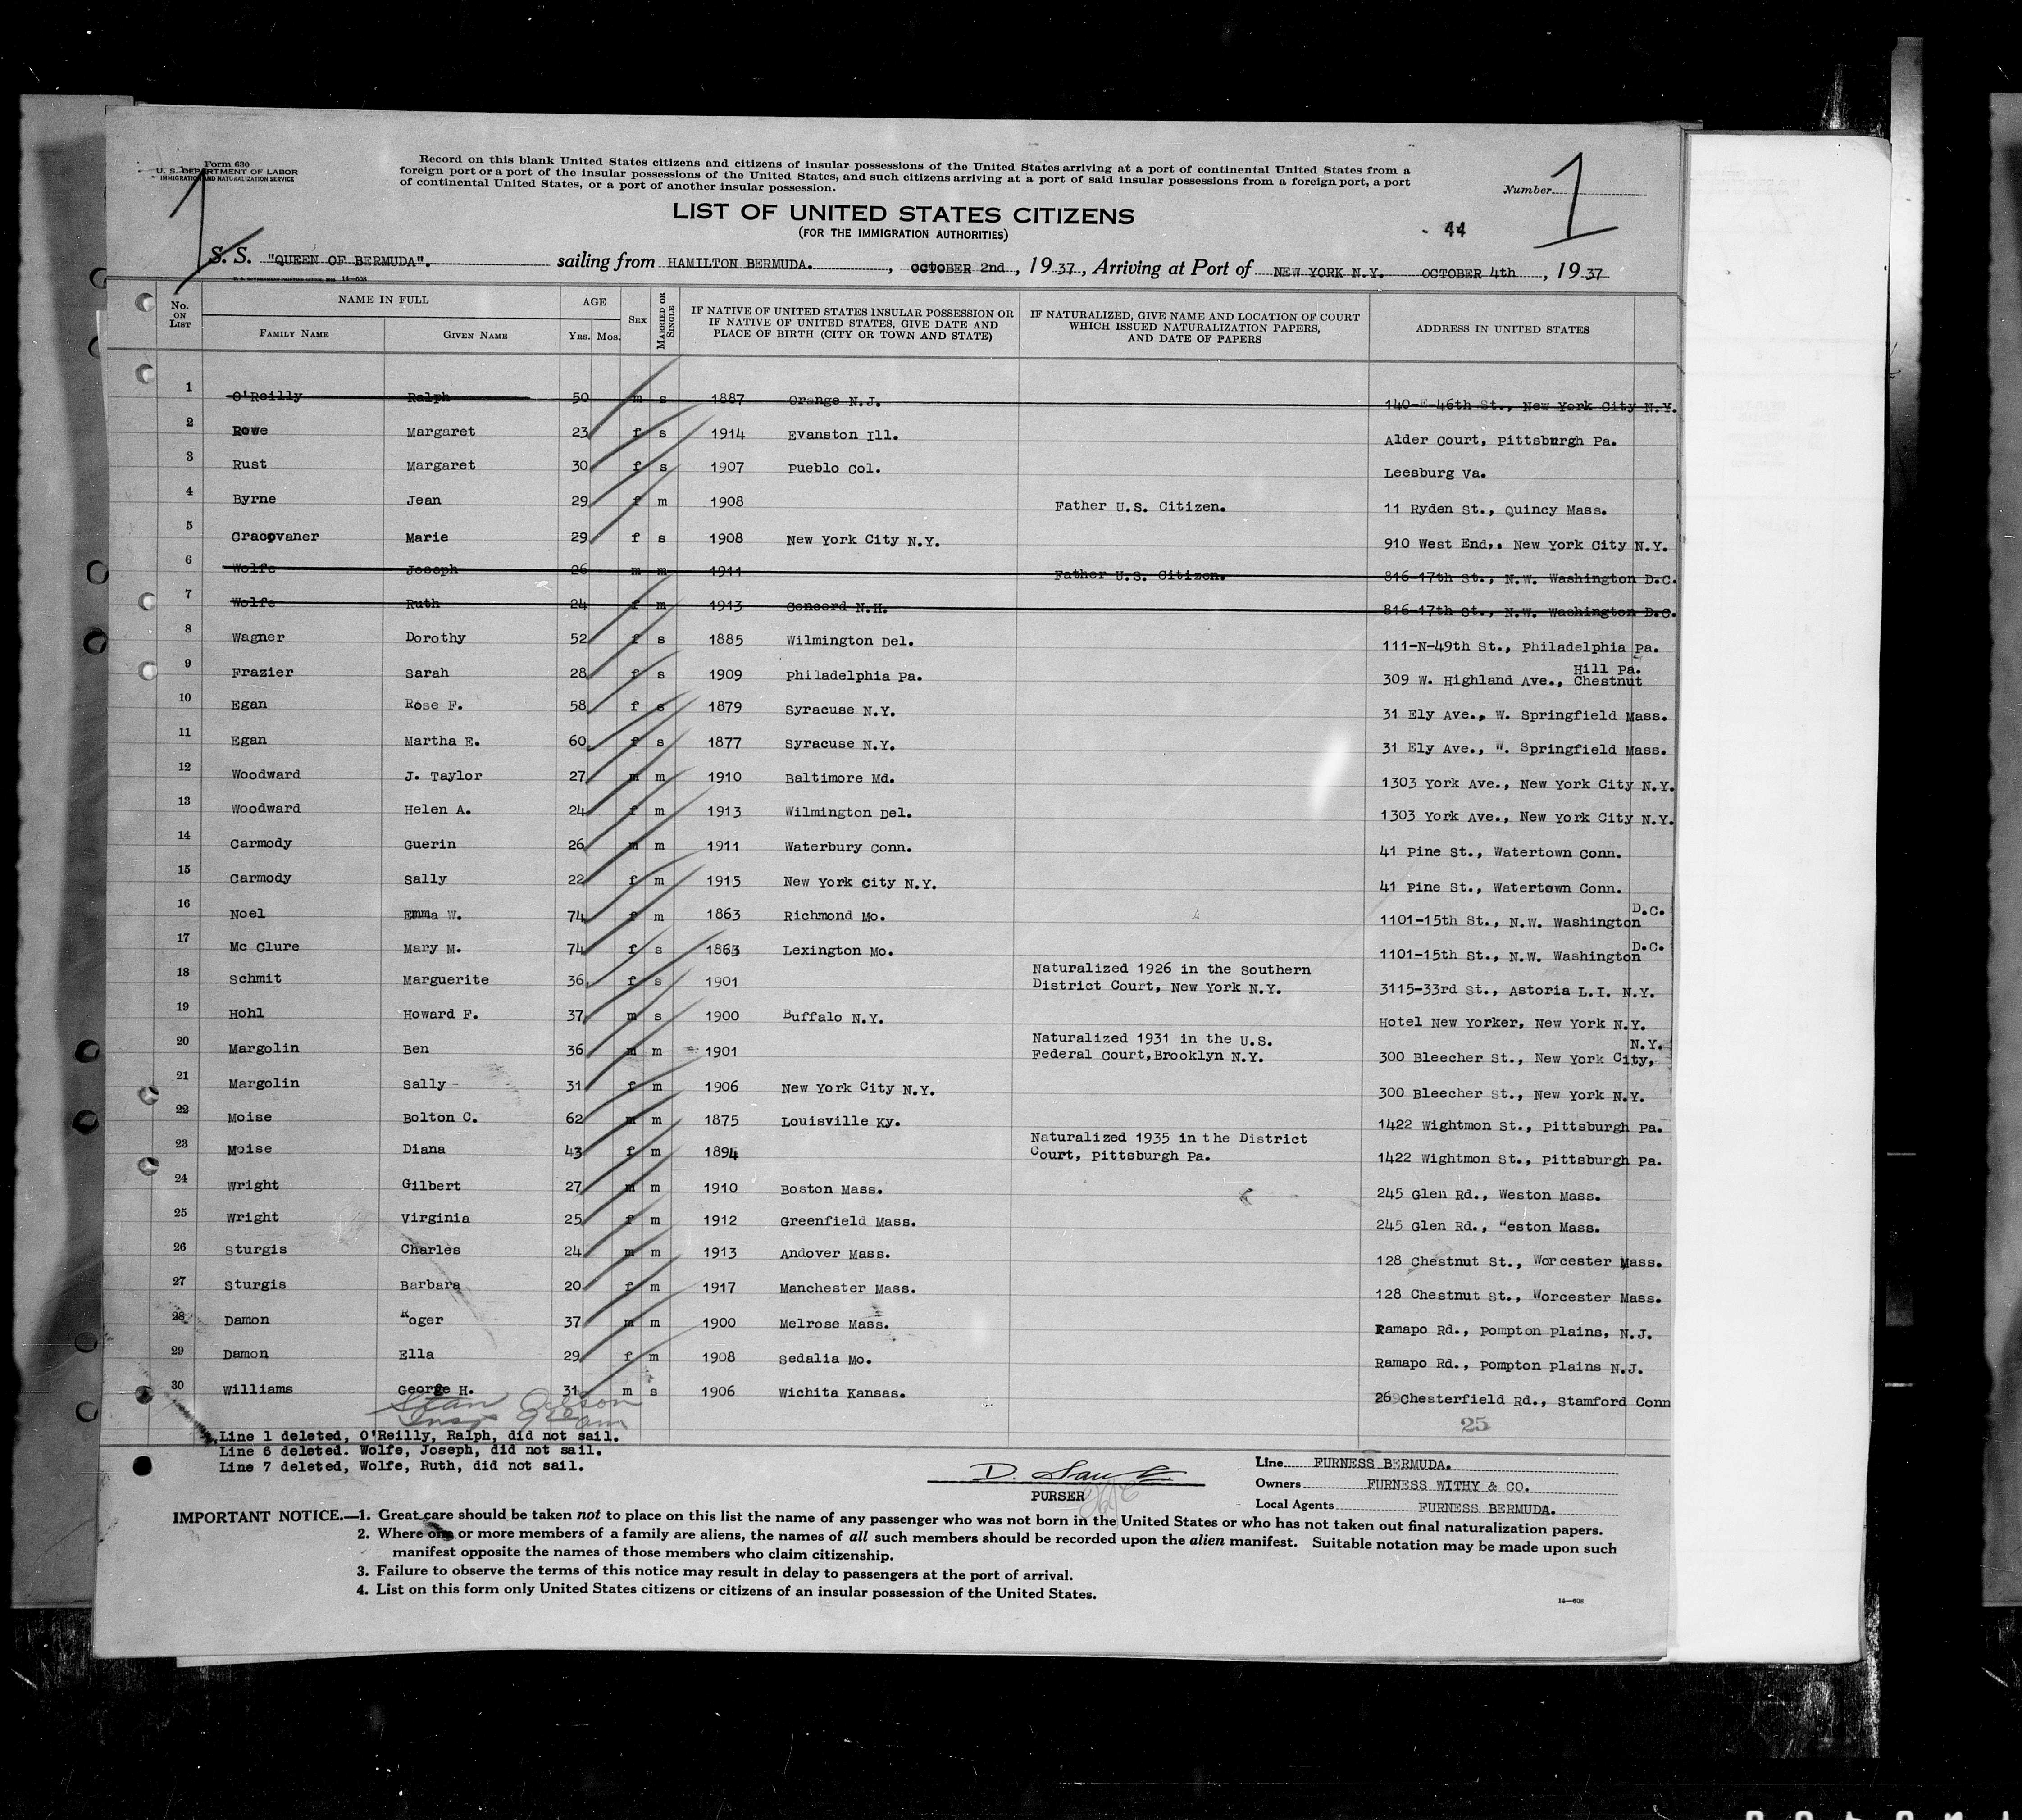 Form 630
U. S. DEPARTMENT OF LABOR
IMMIGRATION AND NATURALIZATION SERVICE
Record on this blank United States citizens and citizens of insular possessions of the United States arriving at a port of continental United States from a
foreign port or a port of the insular possessions of the United States, and such citizens arriving at a port of said insular possessions from a foreign port, a port
of continental United States, or a port of another insular possession.
Number 1
1
LIST OF UNITED STATES CITIZENS
(FOR THE IMMIGRATION AUTHORITIES)
44
S. S. "QUEEN OF BERMUDA". sailing from HAMILTON BERMUDA. , OCTOBER 2nd , 19 37 , Arriving at Port of NEW YORK N.Y. OCTOBER 4th , 19 37
No. ON LIST NAME IN FULL FAMILY NAME GIVEN NAME AGE YRS. MOS. SEX MARRIED OR SINGLE IF NATIVE OF UNITED STATES INSULAR POSSESSION OR IF NATIVE OF UNITED STATES, GIVE DATE AND PLACE OF BIRTH (CITY OR TOWN AND STATE) IF NATURALIZED, GIVE NAME AND LOCATION OF COURT WHICH ISSUED NATURALIZATION PAPERS, AND DATE OF PAPERS ADDRESS IN UNITED STATES
1 O'Reilly Ralph 50 m s 1887 Orange N.J. 140-E-46th St., New York City N.Y.
2 Rowe Margaret 23 f s 1914 Evanston Ill. Alder Court, Pittsburgh Pa.
3 Rust Margaret 30 f s 1907 Pueblo Col. Leesburg Va.
4 Byrne Jean 29 f m 1908 Father U.S. Citizen. 11 Ryden St., Quincy Mass.
5 Cracovaner Marie 29 f s 1908 New York City N.Y. 910 West End,. New York City N.Y.
6 Wolfe Joseph 26 m m 1911 Father U.S. Citizen. 816-17th St., N.W. Washington D.C.
7 Wolfe Ruth 24 f m 1913 Concord N.H. 816-17th St., N.W. Washington D.C.
8 Wagner Dorothy 52 f s 1885 Wilmington Del. 111-N-49th St., Philadelphia Pa.
9 Frazier Sarah 28 f s 1909 Philadelphia Pa. 309 W. Highland Ave., Chestnut Hill Pa.
10 Egan Rose F. 58 f s 1879 Syracuse N.Y. 31 Ely Ave., W. Springfield Mass.
11 Egan Martha E. 60 f s 1877 Syracuse N.Y. 31 Ely Ave., W. Springfield Mass.
12 Woodward J. Taylor 27 m m 1910 Baltimore Md. 1303 York Ave., New York City N.Y.
13 Woodward Helen A. 24 f m 1913 Wilmington Del. 1303 York Ave., New York City N.Y.
14 Carmody Guerin 26 m m 1911 Waterbury Conn. 41 Pine St., Watertown Conn.
15 Carmody Sally 22 f m 1915 New York City N.Y. 41 Pine St., Watertown Conn.
16 Noel Emma W. 74 f m 1863 Richmond Mo. 1101-15th St., N.W. Washington D.C.
17 Mc Clure Mary M. 74 f s 1863 Lexington Mo. 1101-15th St., N.W. Washington D.C.
18 Schmit Marguerite 36 f s 1901 Naturalized 1926 in the Southern District Court, New York N.Y. 3115-33rd St., Astoria L.I. N.Y.
19 Hohl Howard F. 37 m s 1900 Buffalo N.Y. Hotel New Yorker, New York N.Y.
20 Margolin Ben 36 m m 1901 Naturalized 1931 in the U.S. Federal Court,Brooklyn N.Y. 300 Bleecher St., New York City, N.Y.
21 Margolin Sally 31 f m 1906 New York City N.Y. 300 Bleecher St., New York N.Y.
22 Moise Bolton C. 62 m m 1875 Louisville Ky. 1422 Wightmon St., Pittsburgh Pa.
23 Moise Diana 43 f m 1894 Naturalized 1935 in the District Court, Pittsburgh Pa. 1422 Wightmon St., Pittsburgh Pa.
24 Wright Gilbert 27 m m 1910 Boston Mass. 245 Glen Rd., Weston Mass.
25 Wright Virginia 25 f m 1912 Greenfield Mass. 245 Glen Rd., "eston Mass.
26 Sturgis Charles 24 m m 1913 Andover Mass. 128 Chestnut St., Worcester Mass.
27 Sturgis Barbara 20 f m 1917 Manchester Mass. 128 Chestnut St., Worcester Mass.
28 Damon Roger 37 m m 1900 Melrose Mass. Ramapo Rd., Pompton Plains, N.J.
29 Damon Ella 29 f m 1908 Sedalia Mo. Ramapo Rd., Pompton Plains N.J.
30 Williams George H. 31 m s 1906 Wichita Kansas. 26 Chesterfield Rd., Stamford Conn
25
Line 1 deleted, O'Reilly, Ralph, did not sail.
Line 6 deleted. Wolfe, Joseph, did not sail.
Line 7 deleted, Wolfe, Ruth, did not sail.
PURSER
Line FURNESS BERMUDA.
Owners FURNESS WITHY & CO.
Local Agents FURNESS BERMUDA.
IMPORTANT NOTICE.—1. Great care should be taken not to place on this list the name of any passenger who was not born in the United States or who has not taken out final naturalization papers.
2. Where one or more members of a family are aliens, the names of all such members should be recorded upon the alien manifest. Suitable notation may be made upon such
manifest opposite the names of those members who claim citizenship.
3. Failure to observe the terms of this notice may result in delay to passengers at the port of arrival.
4. List on this form only United States citizens or citizens of an insular possession of the United States.
14—608